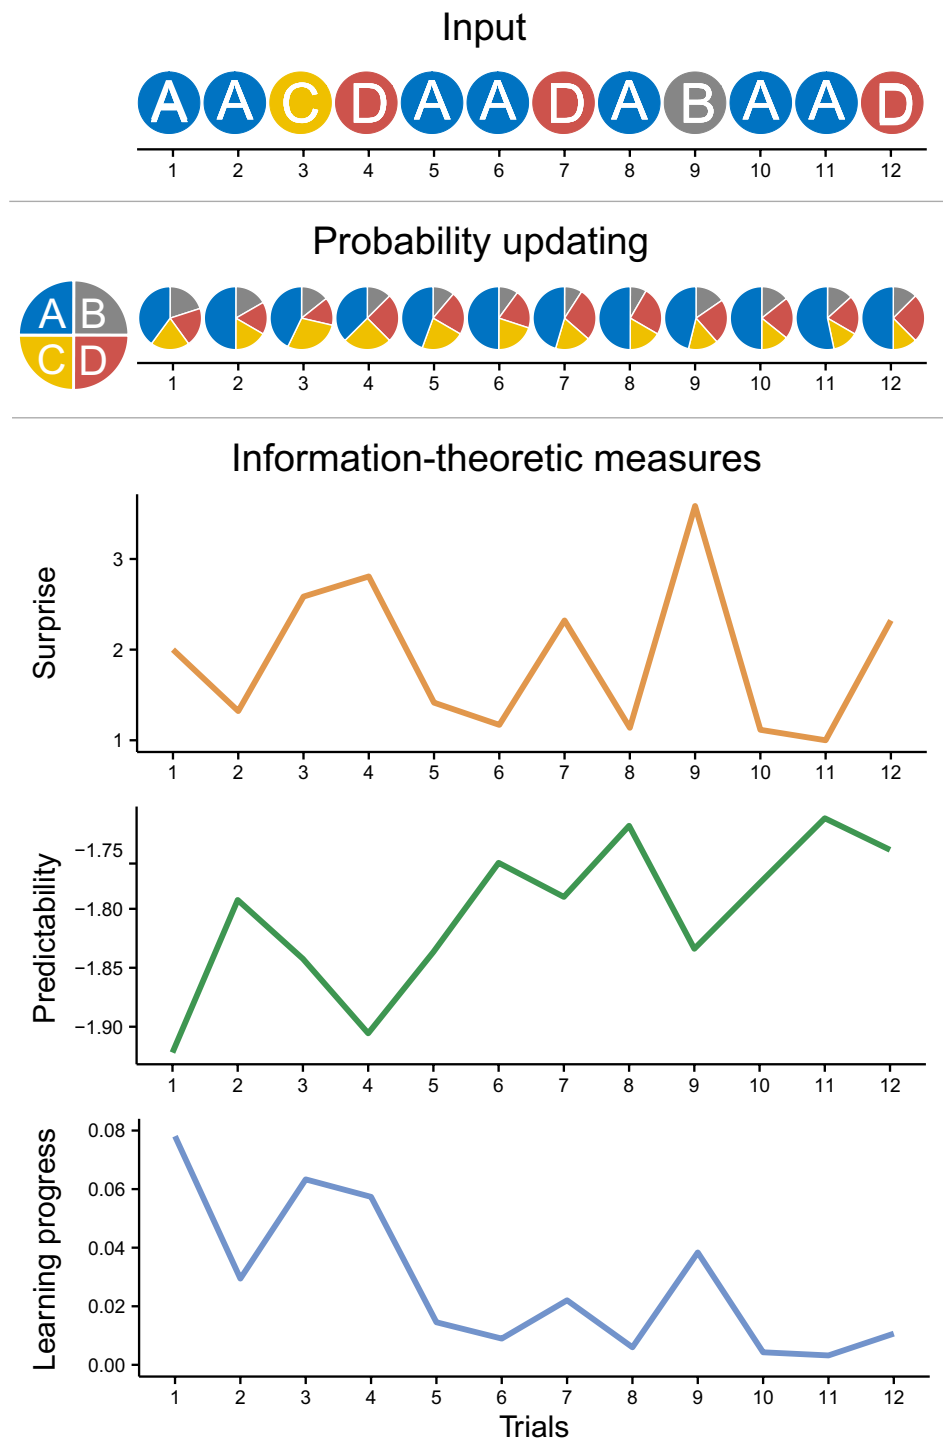 Input
A A C D A A D A B A A D
1 2 3 4 5 6 7 8 9 10 11 12
Probability updating
A B
C D
1 2 3 4 5 6 7 8 9 10 11 12
Information-theoretic measures
Surprise
3
2
1
1 2 3 4 5 6 7 8 9 10 11 12
Predictability
−1.75
−1.80
−1.85
−1.90
1 2 3 4 5 6 7 8 9 10 11 12
Learning progress
0.08
0.06
0.04
0.02
0.00
1 2 3 4 5 6 7 8 9 10 11 12
Trials